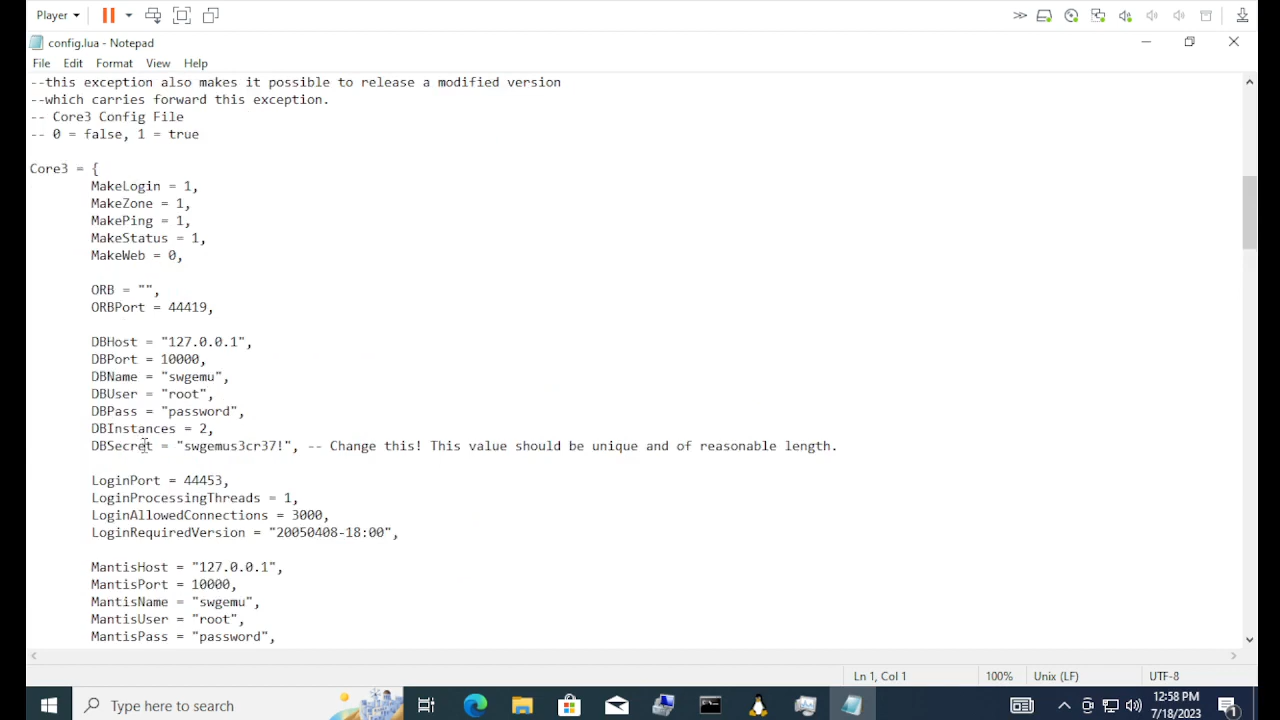 Player
config.lua - Notepad
File Edit Format View Help
--this exception also makes it possible to release a modified version
--which carries forward this exception.
-- Core3 Config File
-- 0 = false, 1 = true
Core3 = {
MakeLogin = 1,
MakeZone = 1,
MakePing = 1,
MakeStatus = 1,
MakeWeb = 0,
ORB = "",
ORBPort = 44419,
DBHost = "127.0.0.1",
DBPort = 10000,
DBName = "swgemu",
DBUser = "root",
DBPass = "password",
DBInstances = 2,
DBSecret = "swgemus3cr37!", -- Change this! This value should be unique and of reasonable length.
LoginPort = 44453,
LoginProcessingThreads = 1,
LoginAllowedConnections = 3000,
LoginRequiredVersion = "20050408-18:00",
MantisHost = "127.0.0.1",
MantisPort = 10000,
MantisName = "swgemu",
MantisUser = "root",
MantisPass = "password",
Ln 1, Col 1 100% Unix (LF) UTF-8
Type here to search
12:58 PM
7/18/2023
1